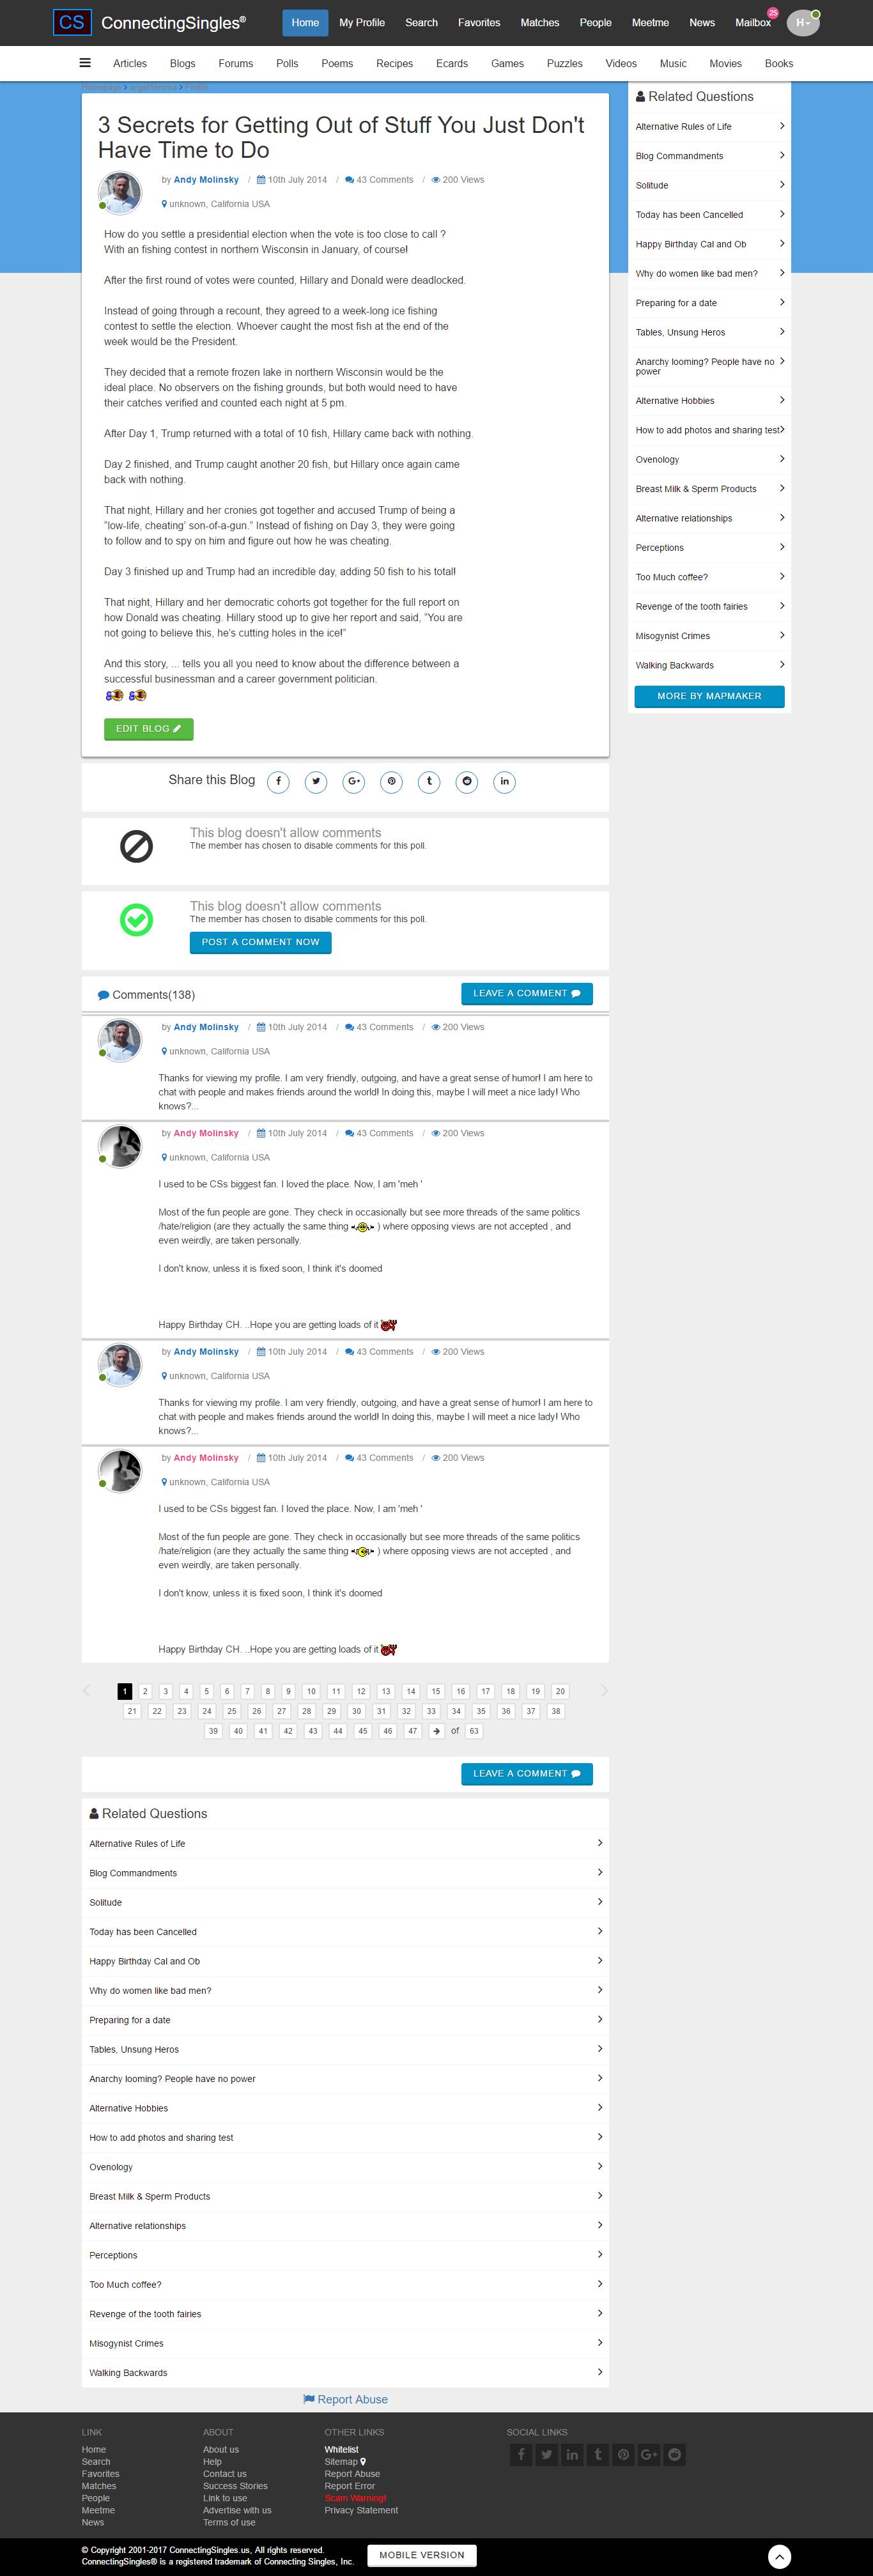 CS ConnectingSingles®
Home My Profile Search Favorites Matches People Meetme News Mailbox 25 H
Articles Blogs Forums Polls Poems Recipes Ecards Games Puzzles Videos Music Movies Books
3 Secrets for Getting Out of Stuff You Just Don't
Have Time to Do
by Andy Molinsky / 10th July 2014 / 43 Comments / 200 Views
unknown, California USA
How do you settle a presidential election when the vote is too close to call ?
With an fishing contest in northern Wisconsin in January, of course!
After the first round of votes were counted, Hillary and Donald were deadlocked.
Instead of going through a recount, they agreed to a week-long ice fishing
contest to settle the election. Whoever caught the most fish at the end of the
week would be the President.
They decided that a remote frozen lake in northern Wisconsin would be the
ideal place. No observers on the fishing grounds, but both would need to have
their catches verified and counted each night at 5 pm.
After Day 1, Trump returned with a total of 10 fish, Hillary came back with nothing.
Day 2 finished, and Trump caught another 20 fish, but Hillary once again came
back with nothing.
That night, Hillary and her cronies got together and accused Trump of being a
"low-life, cheating' son-of-a-gun." Instead of fishing on Day 3, they were going
to follow and to spy on him and figure out how he was cheating.
Day 3 finished up and Trump had an incredible day, adding 50 fish to his total!
That night, Hillary and her democratic cohorts got together for the full report on
how Donald was cheating. Hillary stood up to give her report and said, "You are
not going to believe this, he's cutting holes in the ice!"
And this story, ... tells you all you need to know about the difference between a
successful businessman and a career government politician.
EDIT BLOG
Share this Blog
This blog doesn't allow comments
The member has chosen to disable comments for this poll.
This blog doesn't allow comments
The member has chosen to disable comments for this poll.
POST A COMMENT NOW
Comments(138)
LEAVE A COMMENT
by Andy Molinsky / 10th July 2014 / 43 Comments / 200 Views
unknown, California USA
Thanks for viewing my profile. I am very friendly, outgoing, and have a great sense of humor! I am here to
chat with people and makes friends around the world! In doing this, maybe I will meet a nice lady! Who
knows?...
by Andy Molinsky / 10th July 2014 / 43 Comments / 200 Views
unknown, California USA
I used to be CSs biggest fan. I loved the place. Now, I am 'meh '
Most of the fun people are gone. They check in occasionally but see more threads of the same politics
/hate/religion (are they actually the same thing ) where opposing views are not accepted , and
even weirdly, are taken personally.
I don't know, unless it is fixed soon, I think it's doomed
Happy Birthday CH. ..Hope you are getting loads of it
by Andy Molinsky / 10th July 2014 / 43 Comments / 200 Views
unknown, California USA
Thanks for viewing my profile. I am very friendly, outgoing, and have a great sense of humor! I am here to
chat with people and makes friends around the world! In doing this, maybe I will meet a nice lady! Who
knows?...
by Andy Molinsky / 10th July 2014 / 43 Comments / 200 Views
unknown, California USA
I used to be CSs biggest fan. I loved the place. Now, I am 'meh '
Most of the fun people are gone. They check in occasionally but see more threads of the same politics
/hate/religion (are they actually the same thing ) where opposing views are not accepted , and
even weirdly, are taken personally.
I don't know, unless it is fixed soon, I think it's doomed
Happy Birthday CH. ..Hope you are getting loads of it
1 2 3 4 5 6 7 8 9 10 11 12 13 14 15 16 17 18 19 20
21 22 23 24 25 26 27 28 29 30 31 32 33 34 35 36 37 38
39 40 41 42 43 44 45 46 47 of 63
LEAVE A COMMENT
Related Questions
Alternative Rules of Life
Blog Commandments
Solitude
Today has been Cancelled
Happy Birthday Cal and Ob
Why do women like bad men?
Preparing for a date
Tables, Unsung Heros
Anarchy looming? People have no power
Alternative Hobbies
How to add photos and sharing test
Ovenology
Breast Milk & Sperm Products
Alternative relationships
Perceptions
Too Much coffee?
Revenge of the tooth fairies
Misogynist Crimes
Walking Backwards
Report Abuse
Related Questions
Alternative Rules of Life
Blog Commandments
Solitude
Today has been Cancelled
Happy Birthday Cal and Ob
Why do women like bad men?
Preparing for a date
Tables, Unsung Heros
Anarchy looming? People have no
power
Alternative Hobbies
How to add photos and sharing test
Ovenology
Breast Milk & Sperm Products
Alternative relationships
Perceptions
Too Much coffee?
Revenge of the tooth fairies
Misogynist Crimes
Walking Backwards
MORE BY MAPMAKER
LINK
Home
Search
Favorites
Matches
People
Meetme
News
ABOUT
About us
Help
Contact us
Success Stories
Link to use
Advertise with us
Terms of use
OTHER LINKS
Whitelist
Sitemap
Report Abuse
Report Error
Scam Warning!
Privacy Statement
SOCIAL LINKS
© Copyright 2001-2017 ConnectingSingles.us, All rights reserved.
ConnectingSingles® is a registered trademark of Connecting Singles, Inc.
MOBILE VERSION